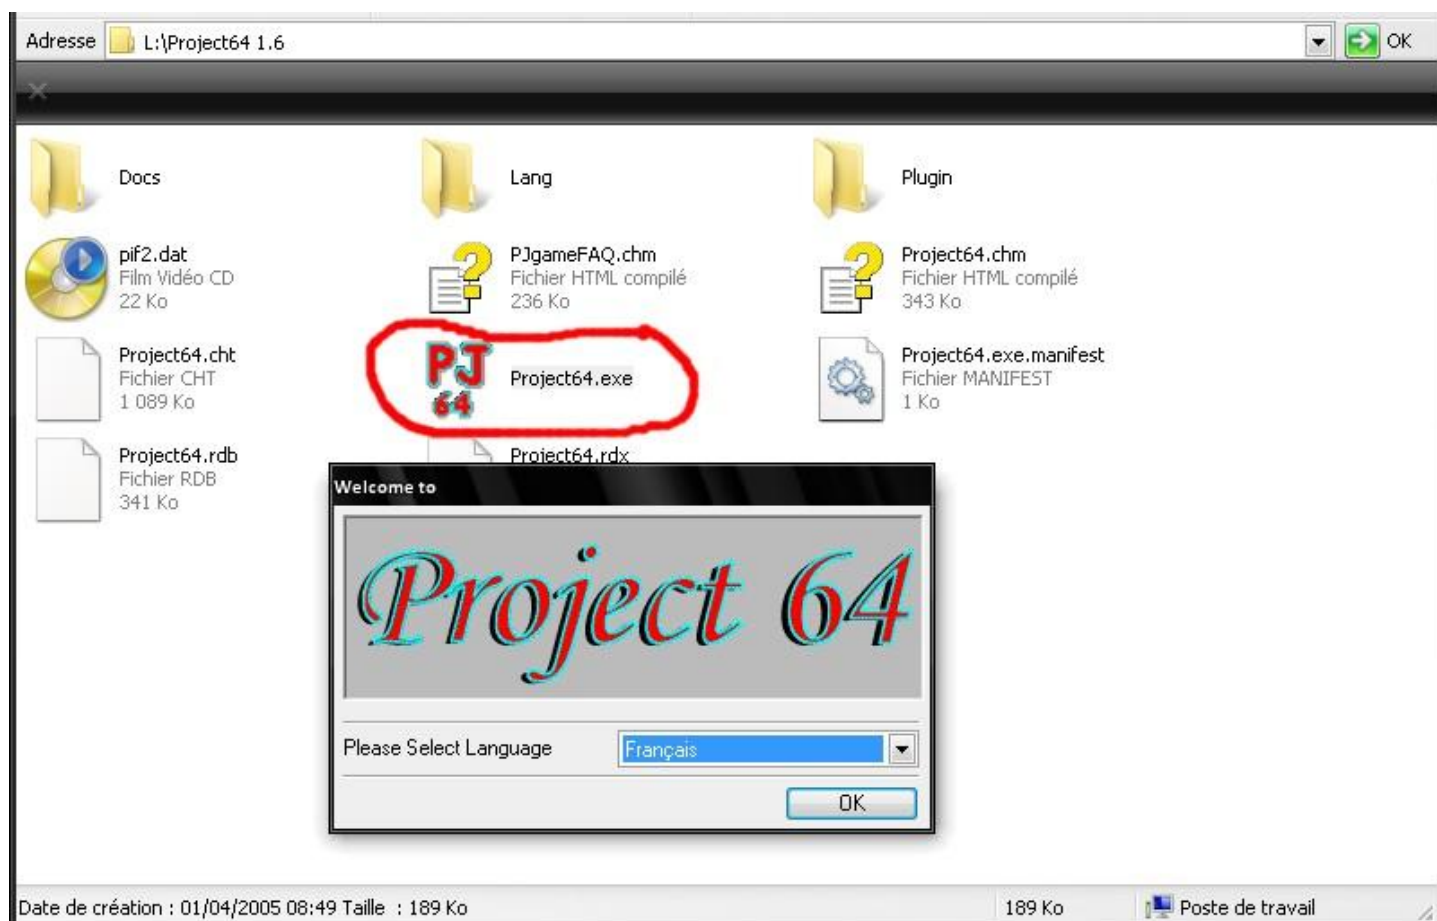 Adresse L:\Project64 1.6 OK
Docs
Lang
Plugin
pif2.dat
Film Vidéo CD
22 Ko
PJgameFAQ.chm
Fichier HTML compilé
236 Ko
Project64.chm
Fichier HTML compilé
343 Ko
Project64.cht
Fichier CHT
1 089 Ko
PJ
64
Project64.exe
Project64.exe.manifest
Fichier MANIFEST
1 Ko
Project64.rdb
Fichier RDB
341 Ko
Project64.rdx
Welcome to
Project 64
Please Select Language Français
OK
Date de création : 01/04/2005 08:49 Taille : 189 Ko 189 Ko Poste de travail